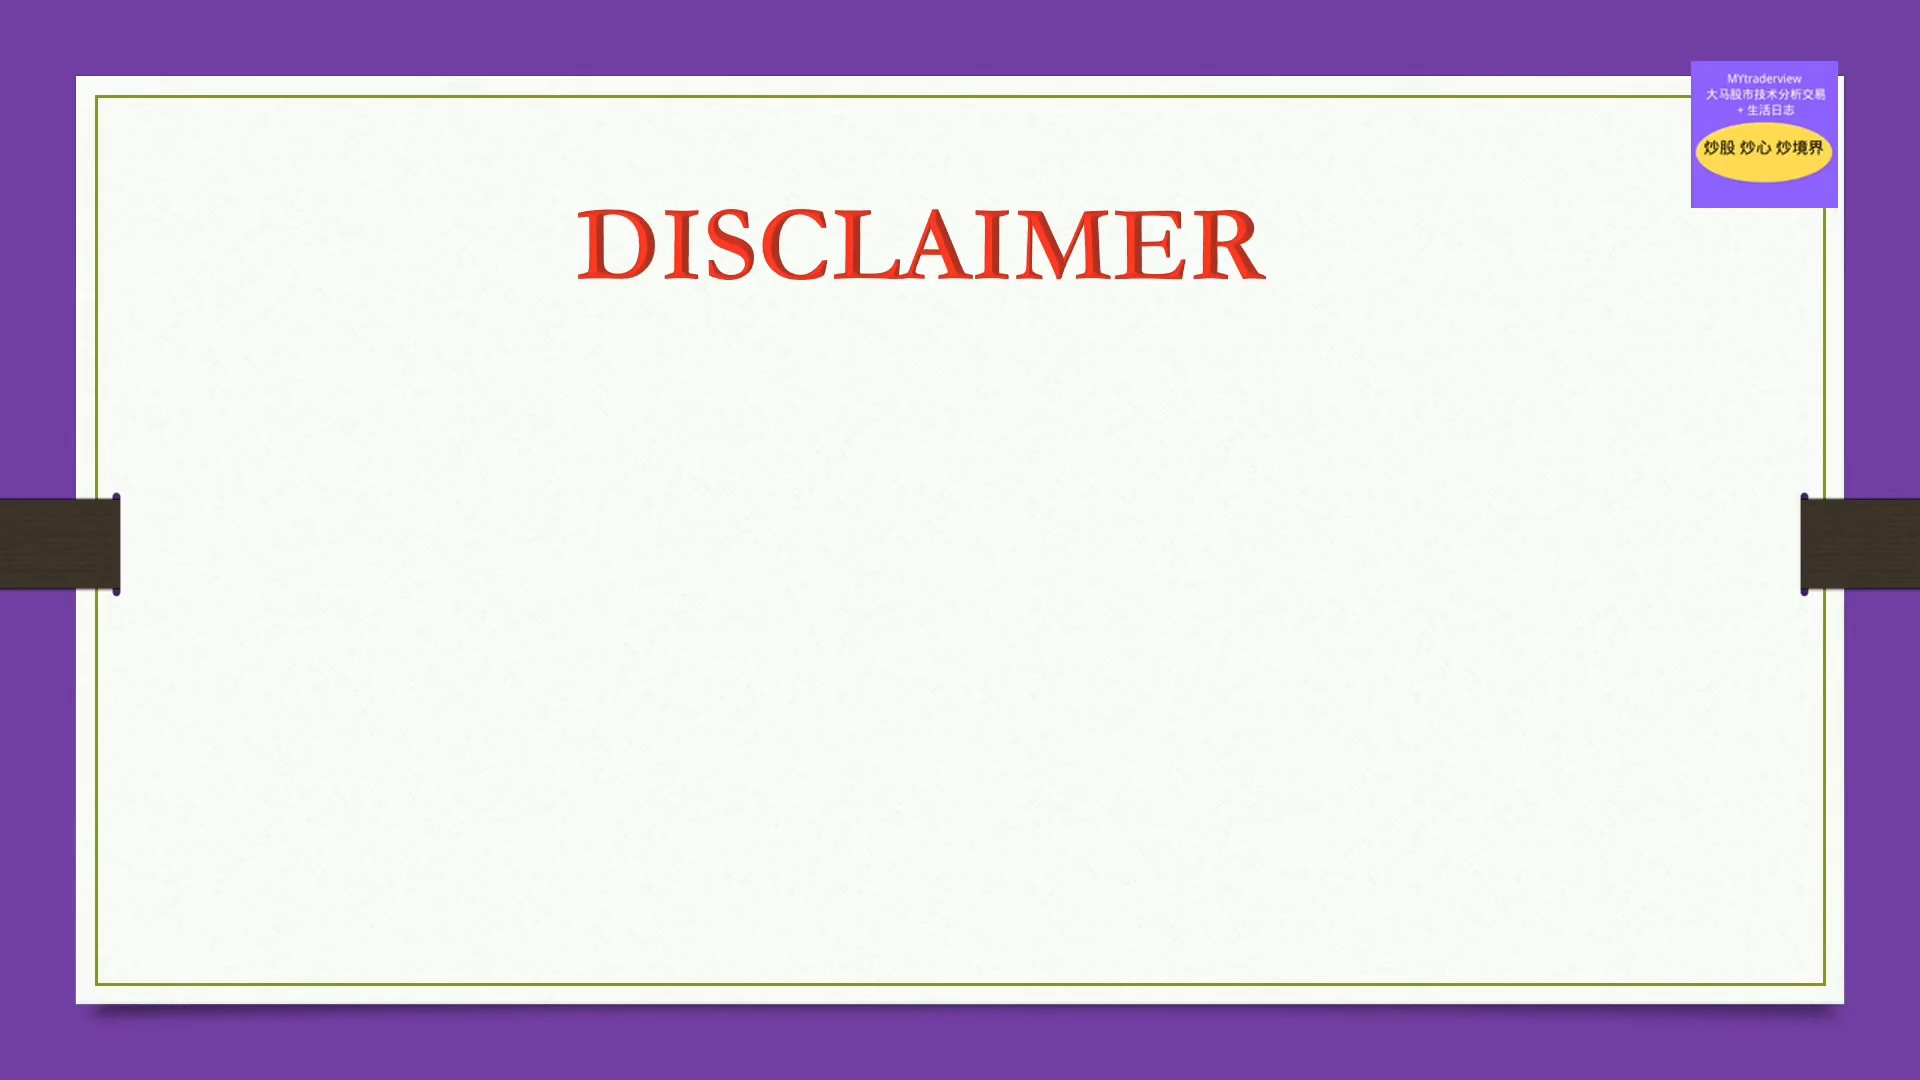 MYtraderview
大马股市技术分析交易
+ 生活日志
炒股 炒心 炒境界
DISCLAIMER